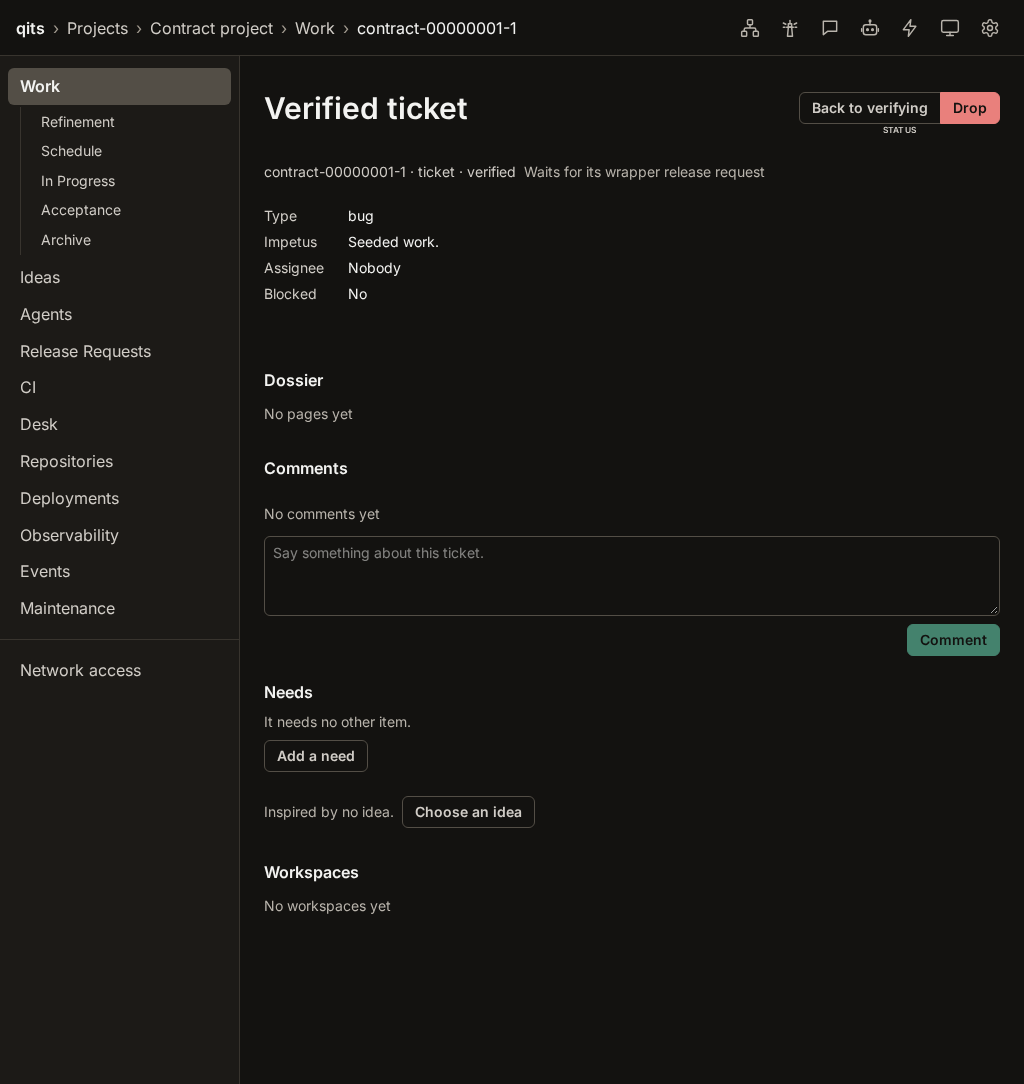 qits › Projects › Contract project › Work › contract-00000001-1
Work
Refinement
Schedule
In Progress
Acceptance
Archive
Ideas
Agents
Release Requests
CI
Desk
Repositories
Deployments
Observability
Events
Maintenance
Network access
Verified ticket
Back to verifying
Drop
STATUS
contract-00000001-1 · ticket · verified Waits for its wrapper release request
Type bug
Impetus Seeded work.
Assignee Nobody
Blocked No
Dossier
No pages yet
Comments
No comments yet
Say something about this ticket.
Comment
Needs
It needs no other item.
Add a need
Inspired by no idea. Choose an idea
Workspaces
No workspaces yet